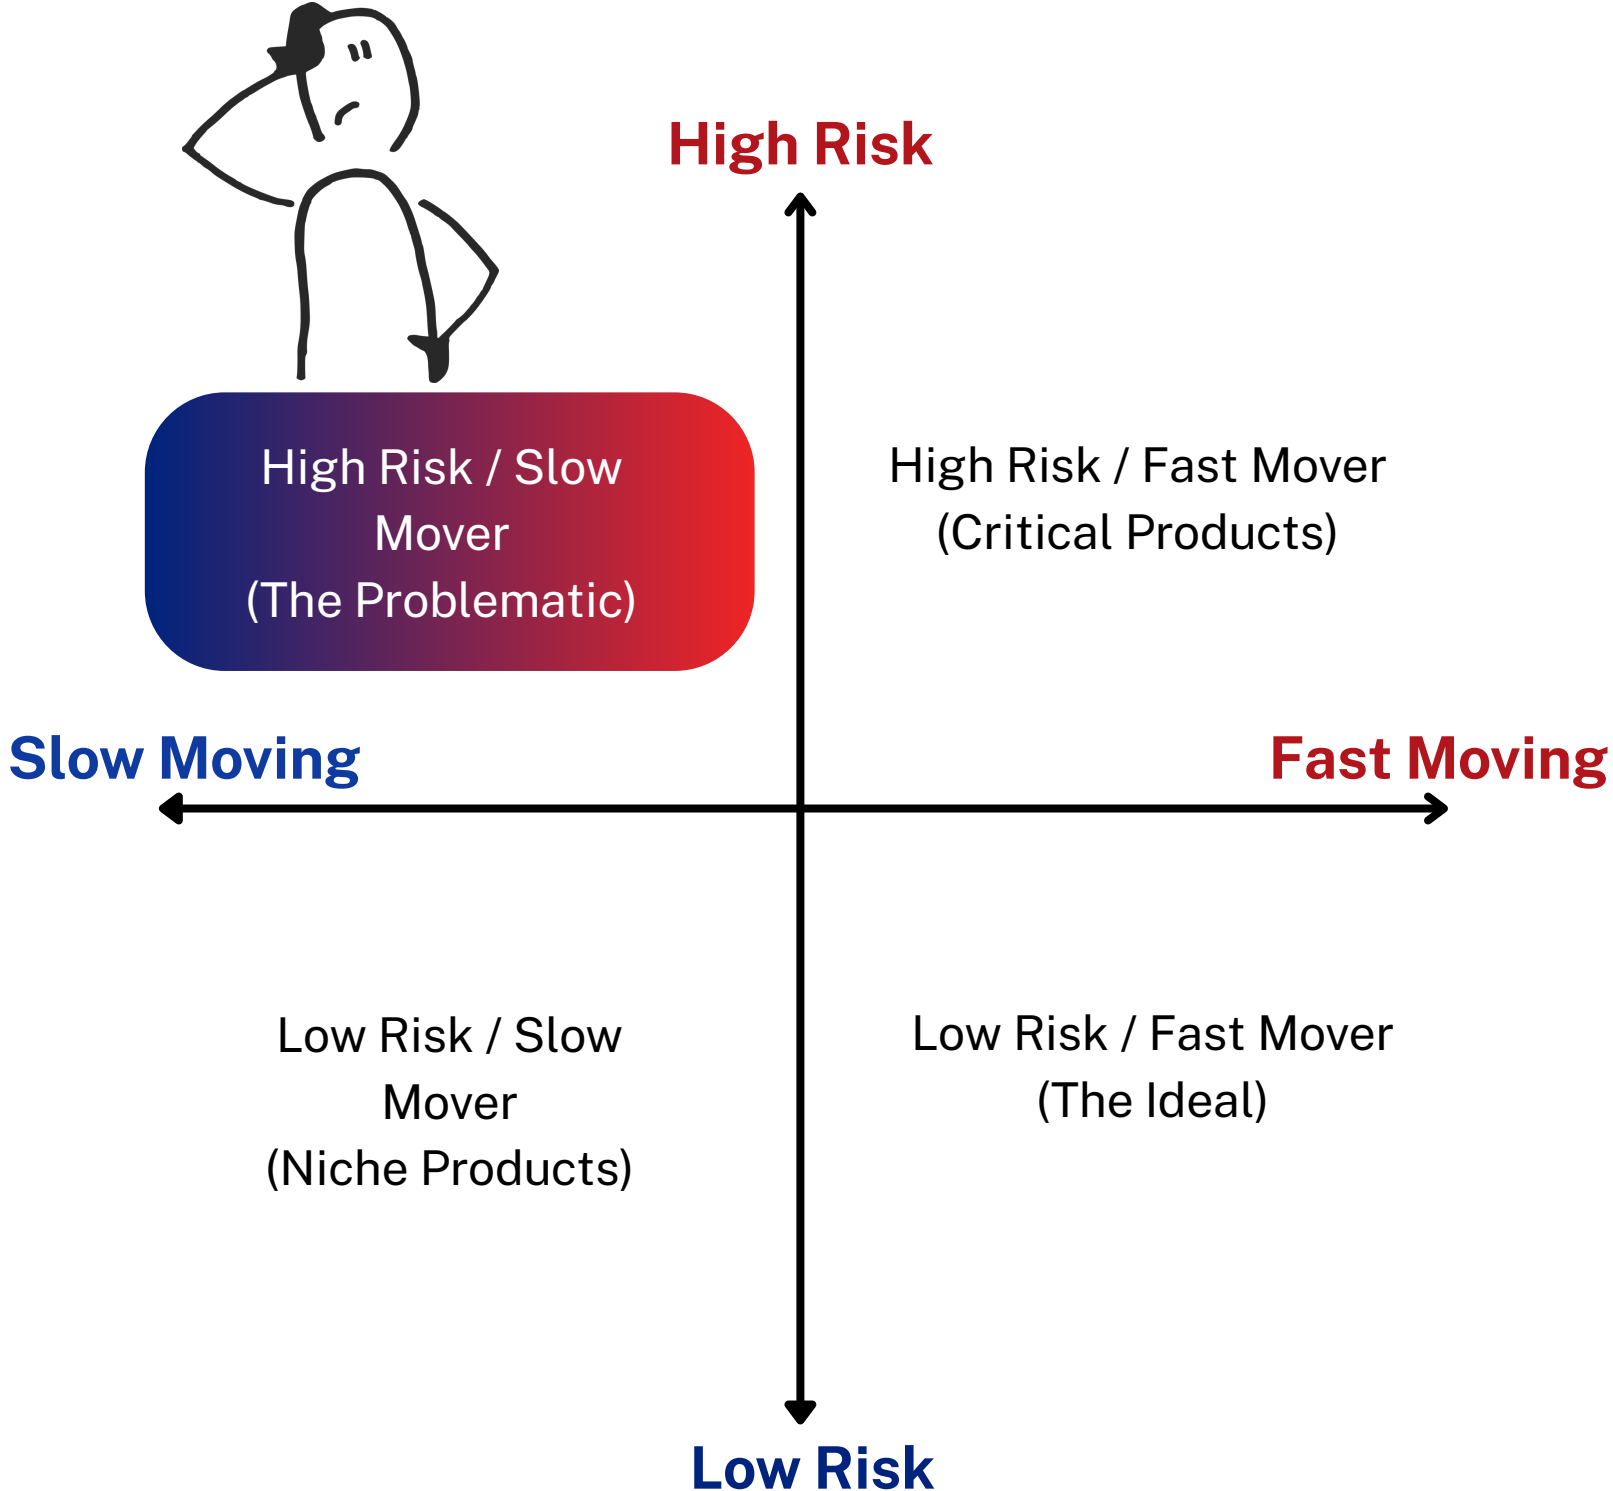 High Risk
High Risk / Slow
Mover
(The Problematic)
High Risk / Fast Mover
(Critical Products)
Slow Moving
Fast Moving
Low Risk / Slow
Mover
(Niche Products)
Low Risk / Fast Mover
(The Ideal)
Low Risk